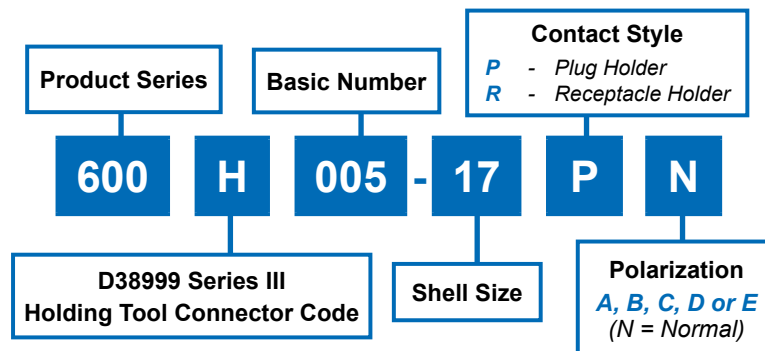 Contact Style
P - Plug Holder
R - Receptacle Holder
Product Series
Basic Number
600 H 005 - 17 P N
D38999 Series III
Holding Tool Connector Code
Shell Size
Polarization
A, B, C, D or E
(N = Normal)